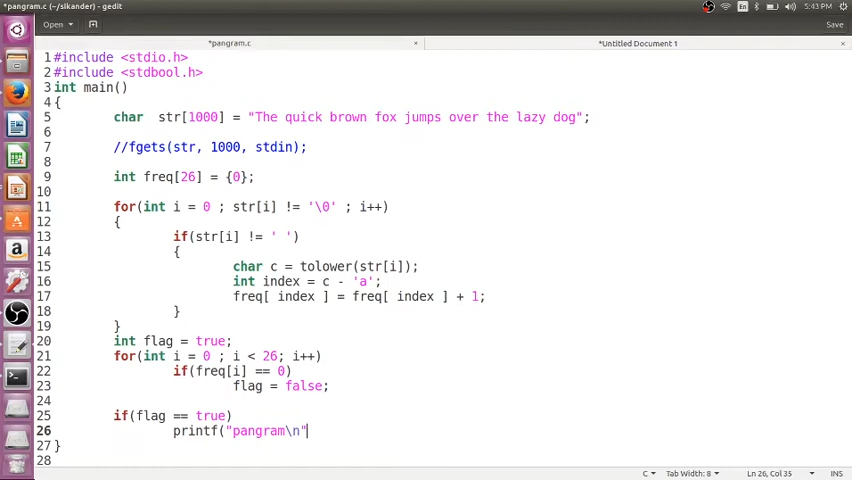 *pangram.c (~/sikander) - gedit
En
5:43 PM
Open
Save
*pangram.c ×
*Untitled Document 1 ×
1 #include <stdio.h>
2 #include <stdbool.h>
3 int main()
4 {
5 char  str[1000] = "The quick brown fox jumps over the lazy dog";
6
7 //fgets(str, 1000, stdin);
8
9 int freq[26] = {0};
10
11 for(int i = 0 ; str[i] != '\0' ; i++)
12 {
13 if(str[i] != ' ')
14 {
15 char c = tolower(str[i]);
16 int index = c - 'a';
17 freq[ index ] = freq[ index ] + 1;
18 }
19 }
20 int flag = true;
21 for(int i = 0 ; i < 26; i++)
22 if(freq[i] == 0)
23 flag = false;
24
25 if(flag == true)
26 printf("pangram\n"
27 }
28
C
Tab Width: 8
Ln 26, Col 35
INS